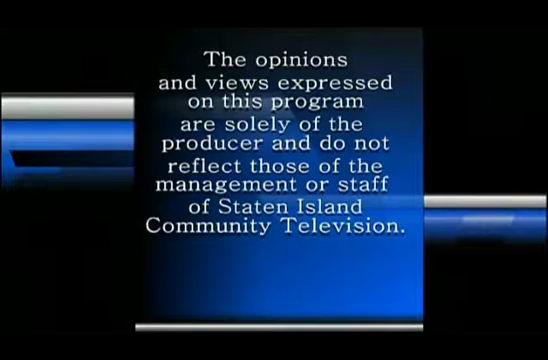 The opinions
and views expressed
on this program
are solely of the
producer and do not
reflect those of the
management or staff
of Staten Island
Community Television.